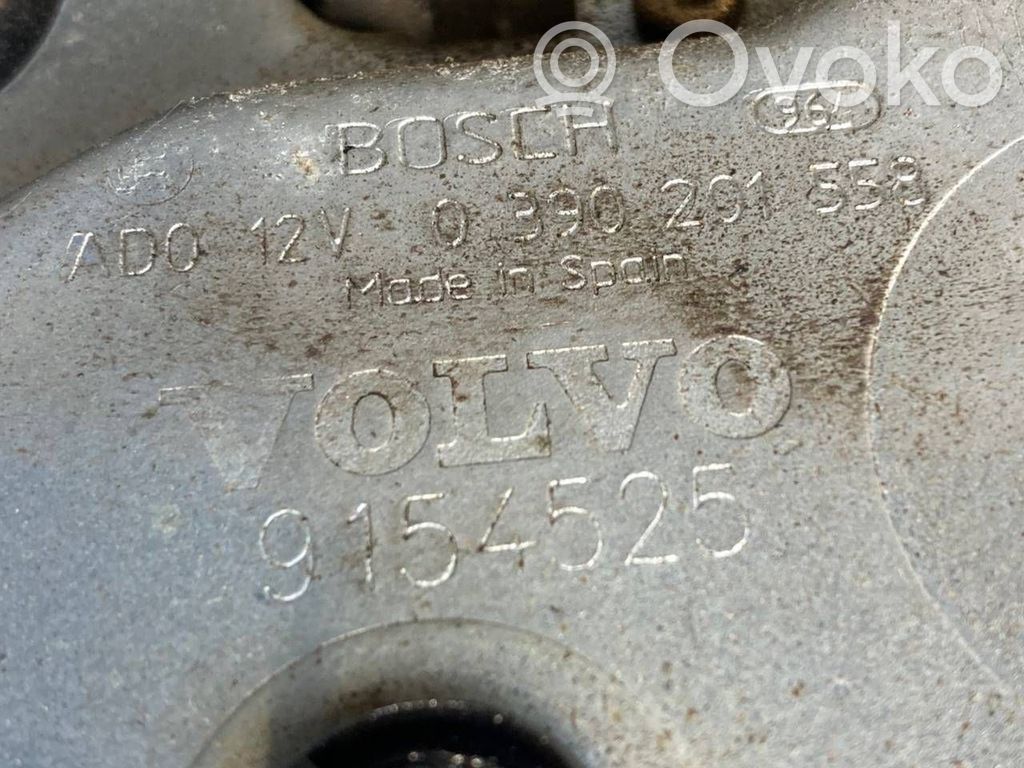 Ovoko
BOSCH
ADO 12V 0 390 201 558
Made in Spain
VOLVO
9154525